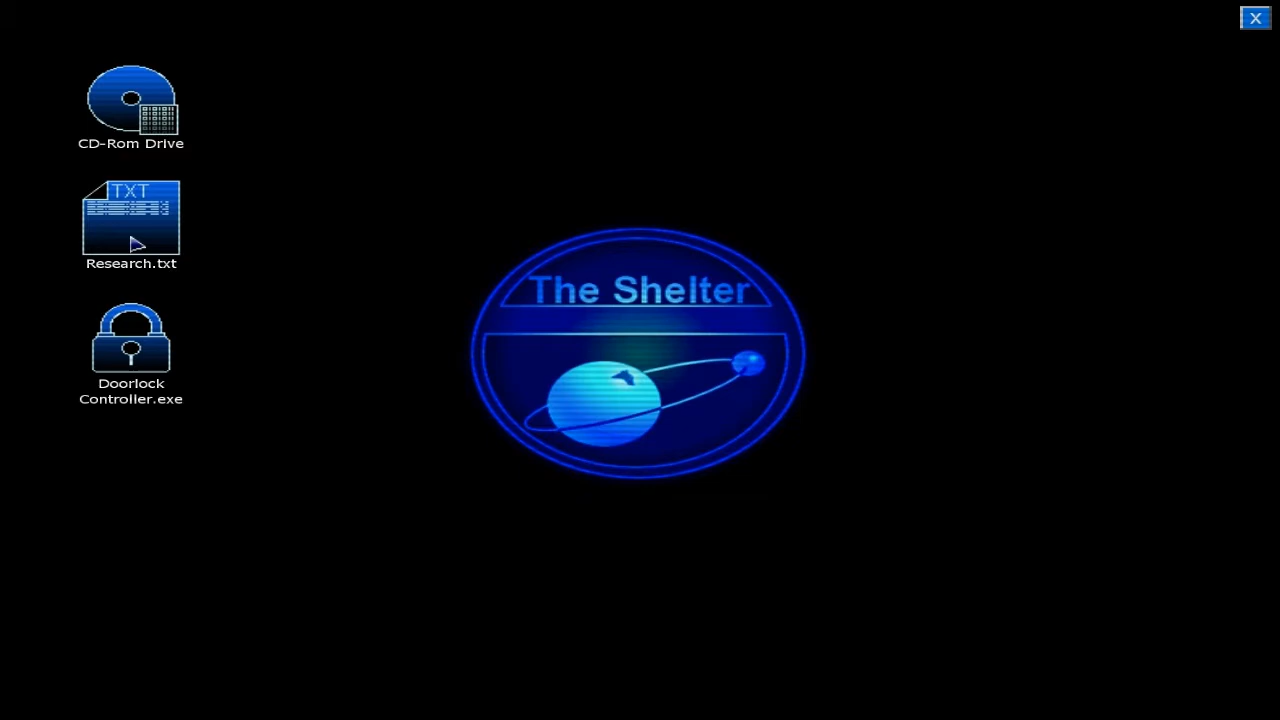 X
CD-Rom Drive
TXT
Research.txt
Doorlock
Controller.exe
The Shelter